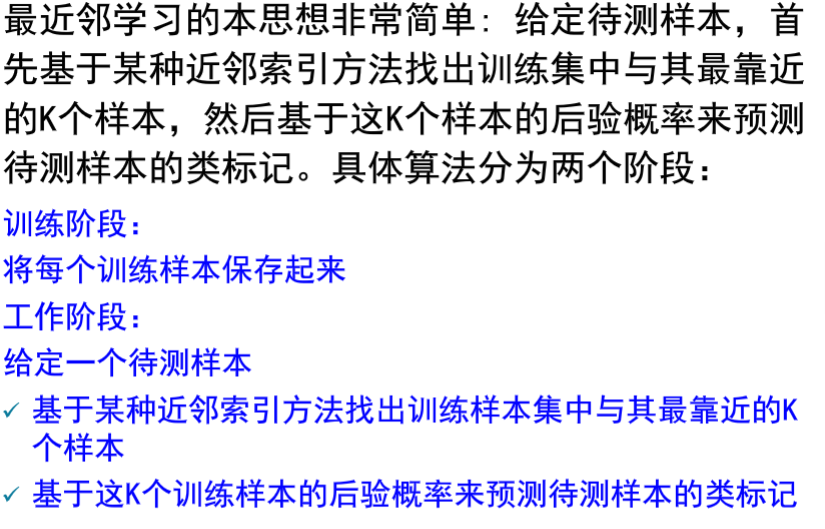 最近邻学习的本思想非常简单：给定待测样本，首
先基于某种近邻索引方法找出训练集中与其最靠近
的K个样本，然后基于这K个样本的后验概率来预测
待测样本的类标记。具体算法分为两个阶段：
训练阶段：
将每个训练样本保存起来
工作阶段：
给定一个待测样本
✓ 基于某种近邻索引方法找出训练样本集中与其最靠近的K
个样本
✓ 基于这K个训练样本的后验概率来预测待测样本的类标记